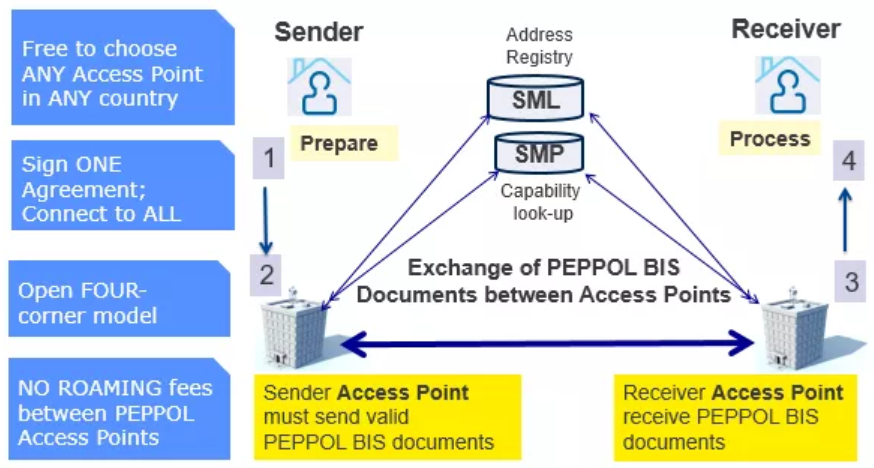 Free to choose
ANY Access Point
in ANY country
Sign ONE
Agreement;
Connect to ALL
Open FOUR-
corner model
NO ROAMING fees
between PEPPOL
Access Points
Sender
Prepare
1
2
Address
Registry
SML
SMP
Capability
look-up
Receiver
Process
4
3
Exchange of PEPPOL BIS
Documents between Access Points
Sender Access Point
must send valid
PEPPOL BIS documents
Receiver Access Point
receive PEPPOL BIS
documents